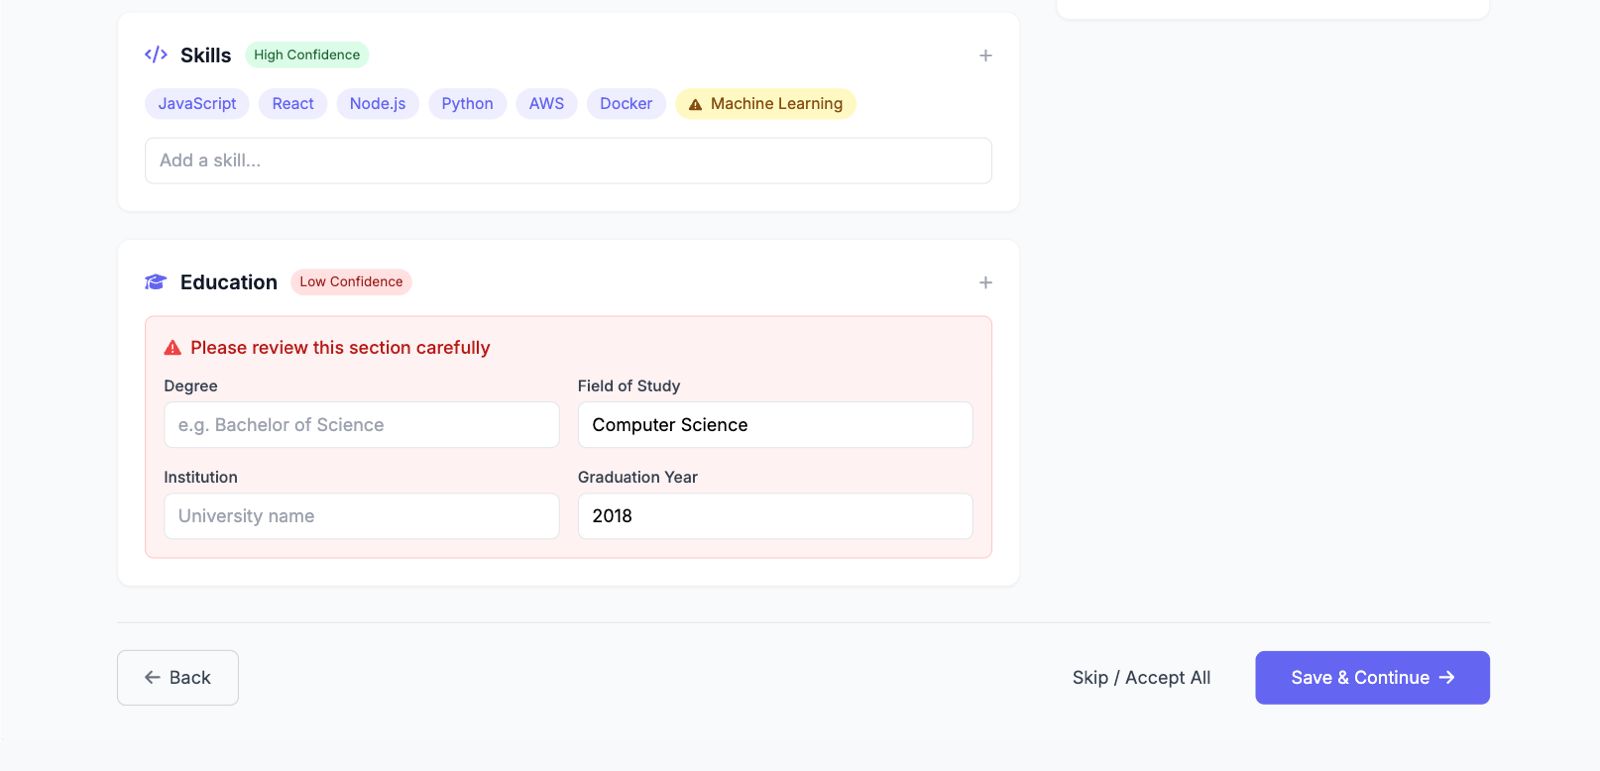 Skills High Confidence
JavaScript React Node.js Python AWS Docker Machine Learning
Add a skill...
Education Low Confidence
Please review this section carefully
Degree Field of Study
e.g. Bachelor of Science Computer Science
Institution Graduation Year
University name 2018
Back Skip / Accept All Save & Continue